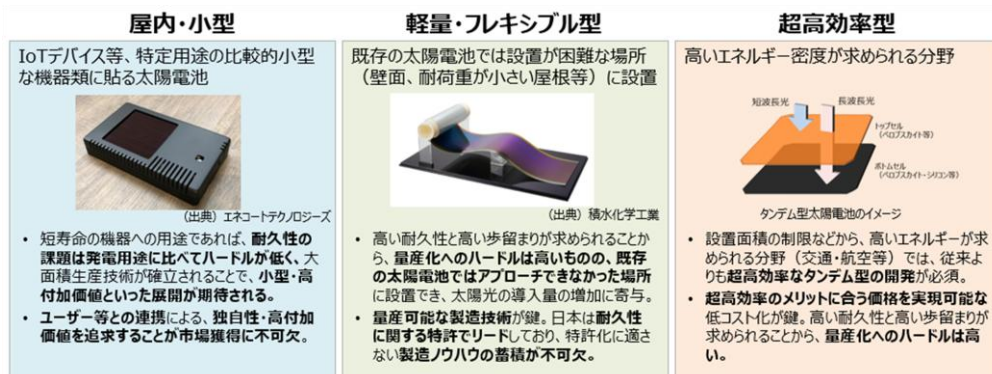 屋内・小型
IoTデバイス等、特定用途の比較的小型
な機器類に貼る太陽電池
（出典）エネコートテクノロジーズ
• 短寿命の機器への用途であれば、耐久性の
課題は発電用途に比べてハードルが低く、大
面積生産技術が確立されることで、小型・高
付加価値といった展開が期待される。
• ユーザー等との連携による、独自性・高付加
価値を追求することが市場獲得に不可欠。
軽量・フレキシブル型
既存の太陽電池では設置が困難な場所
（壁面、耐荷重が小さい屋根等）に設置
（出典）積水化学工業
• 高い耐久性と高い歩留まりが求められることか
ら、量産化へのハードルは高いものの、既存
の太陽電池ではアプローチできなかった場所
に設置でき、太陽光の導入量の増加に寄与。
• 量産可能な製造技術が鍵。日本は耐久性
に関する特許でリードしており、特許化に適さ
ない製造ノウハウの蓄積が不可欠。
超高効率型
高いエネルギー密度が求められる分野
短波長光
長波長光
トップセル
（ペロブスカイト等）
ボトムセル
（ペロブスカイト・シリコン等）
タンデム型太陽電池のイメージ
• 設置面積の制限などから、高いエネルギーが求
められる分野（交通・航空等）では、従来よ
りも超高効率なタンデム型の開発が必須。
• 超高効率のメリットに合う価格を実現可能な
低コスト化が鍵。高い耐久性と高い歩留まりが
求められることから、量産化へのハードルは高
い。